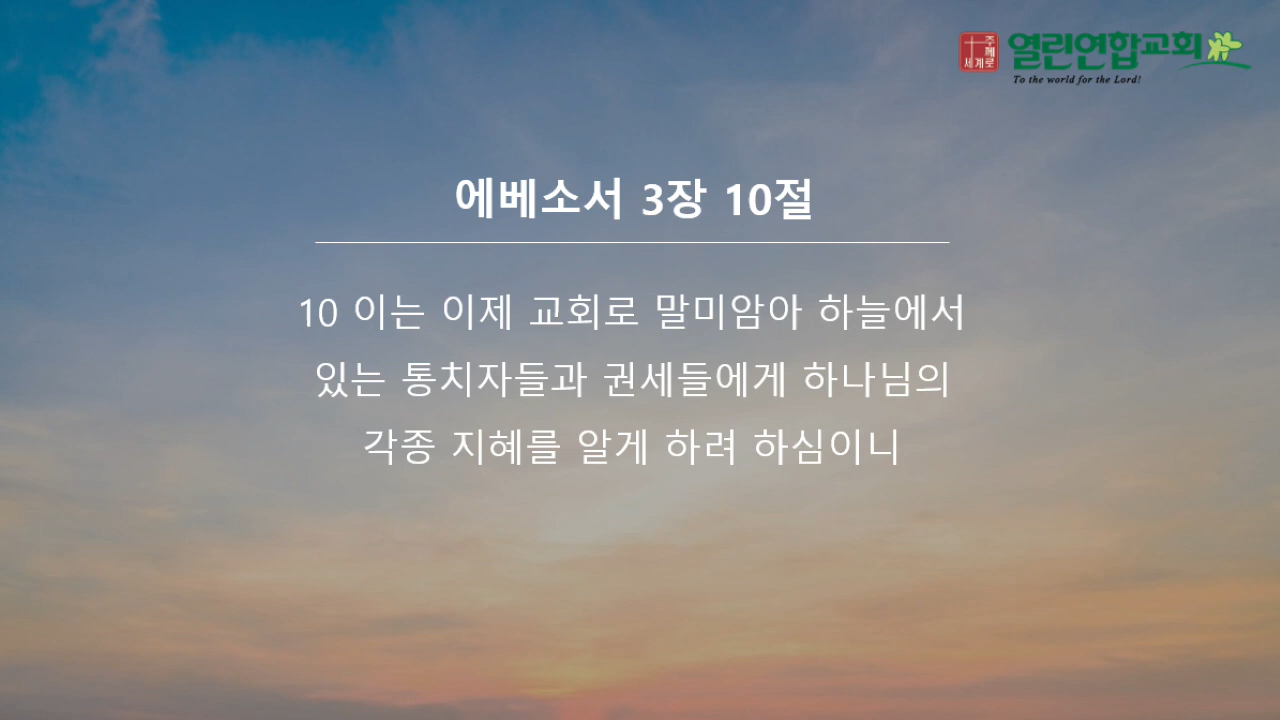 주께
세계로
열린연합교회
To the world for the Lord!
에베소서 3장 10절
10 이는 이제 교회로 말미암아 하늘에서
있는 통치자들과 권세들에게 하나님의
각종 지혜를 알게 하려 하심이니